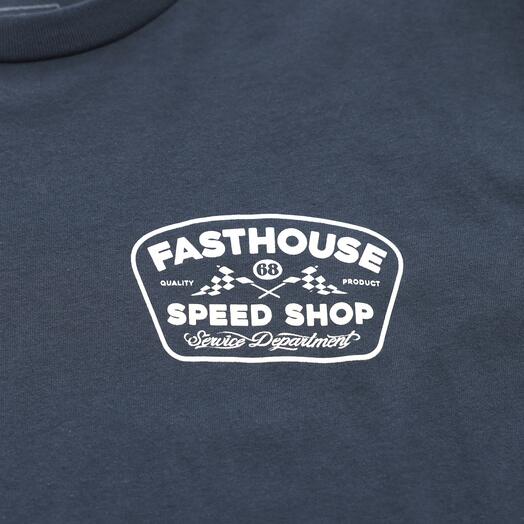 FASTHOUSE
68
QUALITY PRODUCT
SPEED SHOP
Service Department